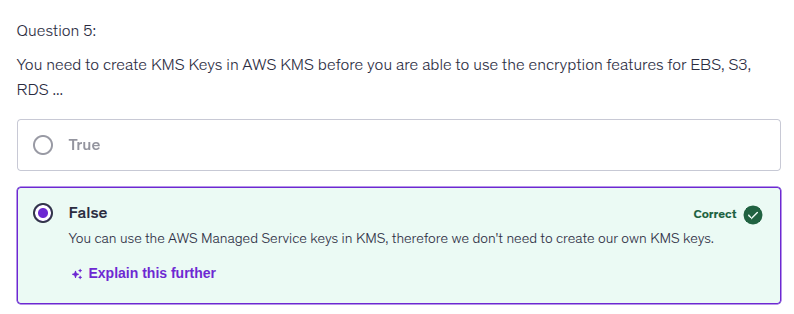 Question 5:
You need to create KMS Keys in AWS KMS before you are able to use the encryption features for EBS, S3,
RDS ...
True
False
Correct
You can use the AWS Managed Service keys in KMS, therefore we don't need to create our own KMS keys.
Explain this further